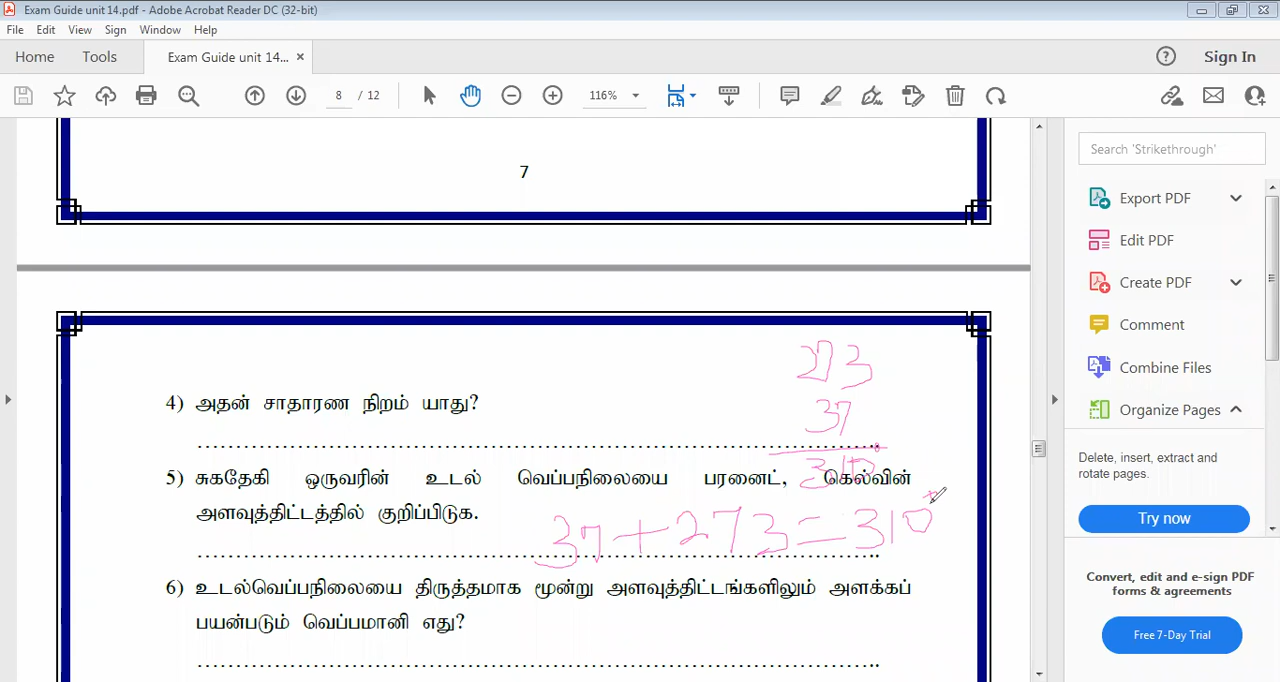 Exam Guide unit 14.pdf - Adobe Acrobat Reader DC (32-bit)
File Edit View Sign Window Help
Home Tools Exam Guide unit 14... × Sign In
8 / 12 116%
Search 'Strikethrough'
Export PDF
Edit PDF
Create PDF
Comment
Combine Files
Organize Pages
Delete, insert, extract and
rotate pages.
Try now
Convert, edit and e-sign PDF
forms & agreements
Free 7-Day Trial
7
273
37
310
4) அதன் சாதாரண நிறம் யாது?
5) சுகதேகி ஒருவரின் உடல் வெப்பநிலையை பரனைட், கெல்வின்
அளவுத்திட்டத்தில் குறிப்பிடுக.
37+273=310
6) உடல்வெப்பநிலையை திருத்தமாக மூன்று அளவுத்திட்டங்களிலும் அளக்கப்
பயன்படும் வெப்பமானி எது?